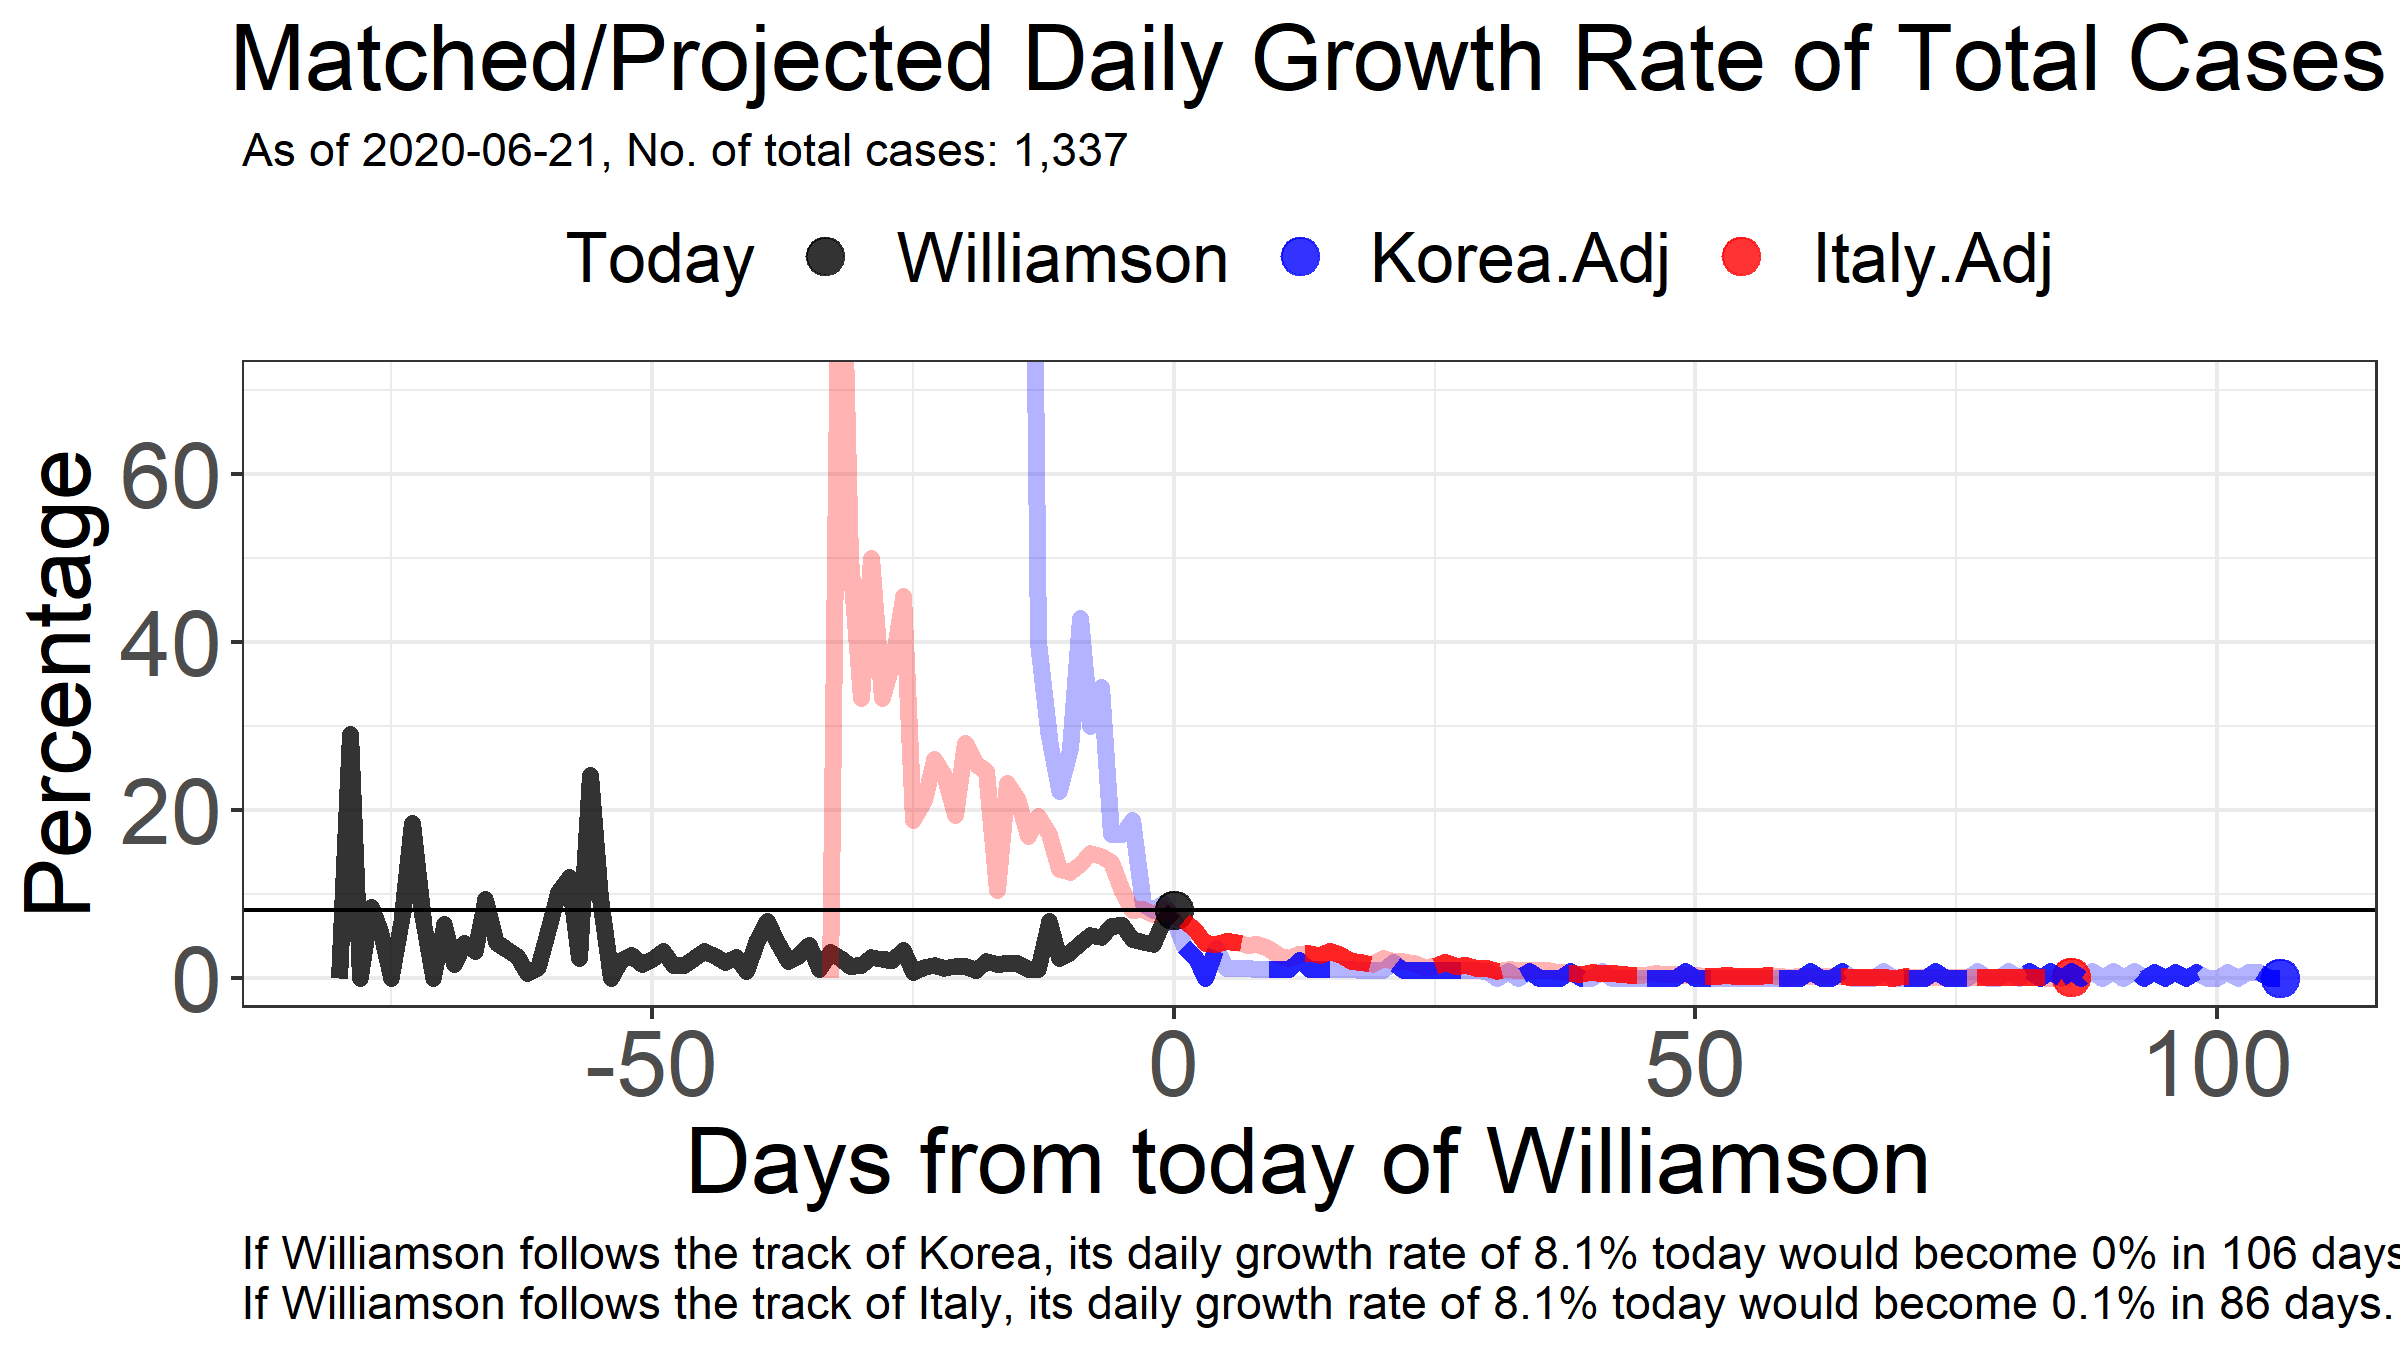 Matched/Projected Daily Growth Rate of Total Cases
As of 2020-06-21, No. of total cases: 1,337
Today Williamson Korea.Adj Italy.Adj
Percentage
60
40
20
0
-50 0 50 100
Days from today of Williamson
If Williamson follows the track of Korea, its daily growth rate of 8.1% today would become 0% in 106 days
If Williamson follows the track of Italy, its daily growth rate of 8.1% today would become 0.1% in 86 days.